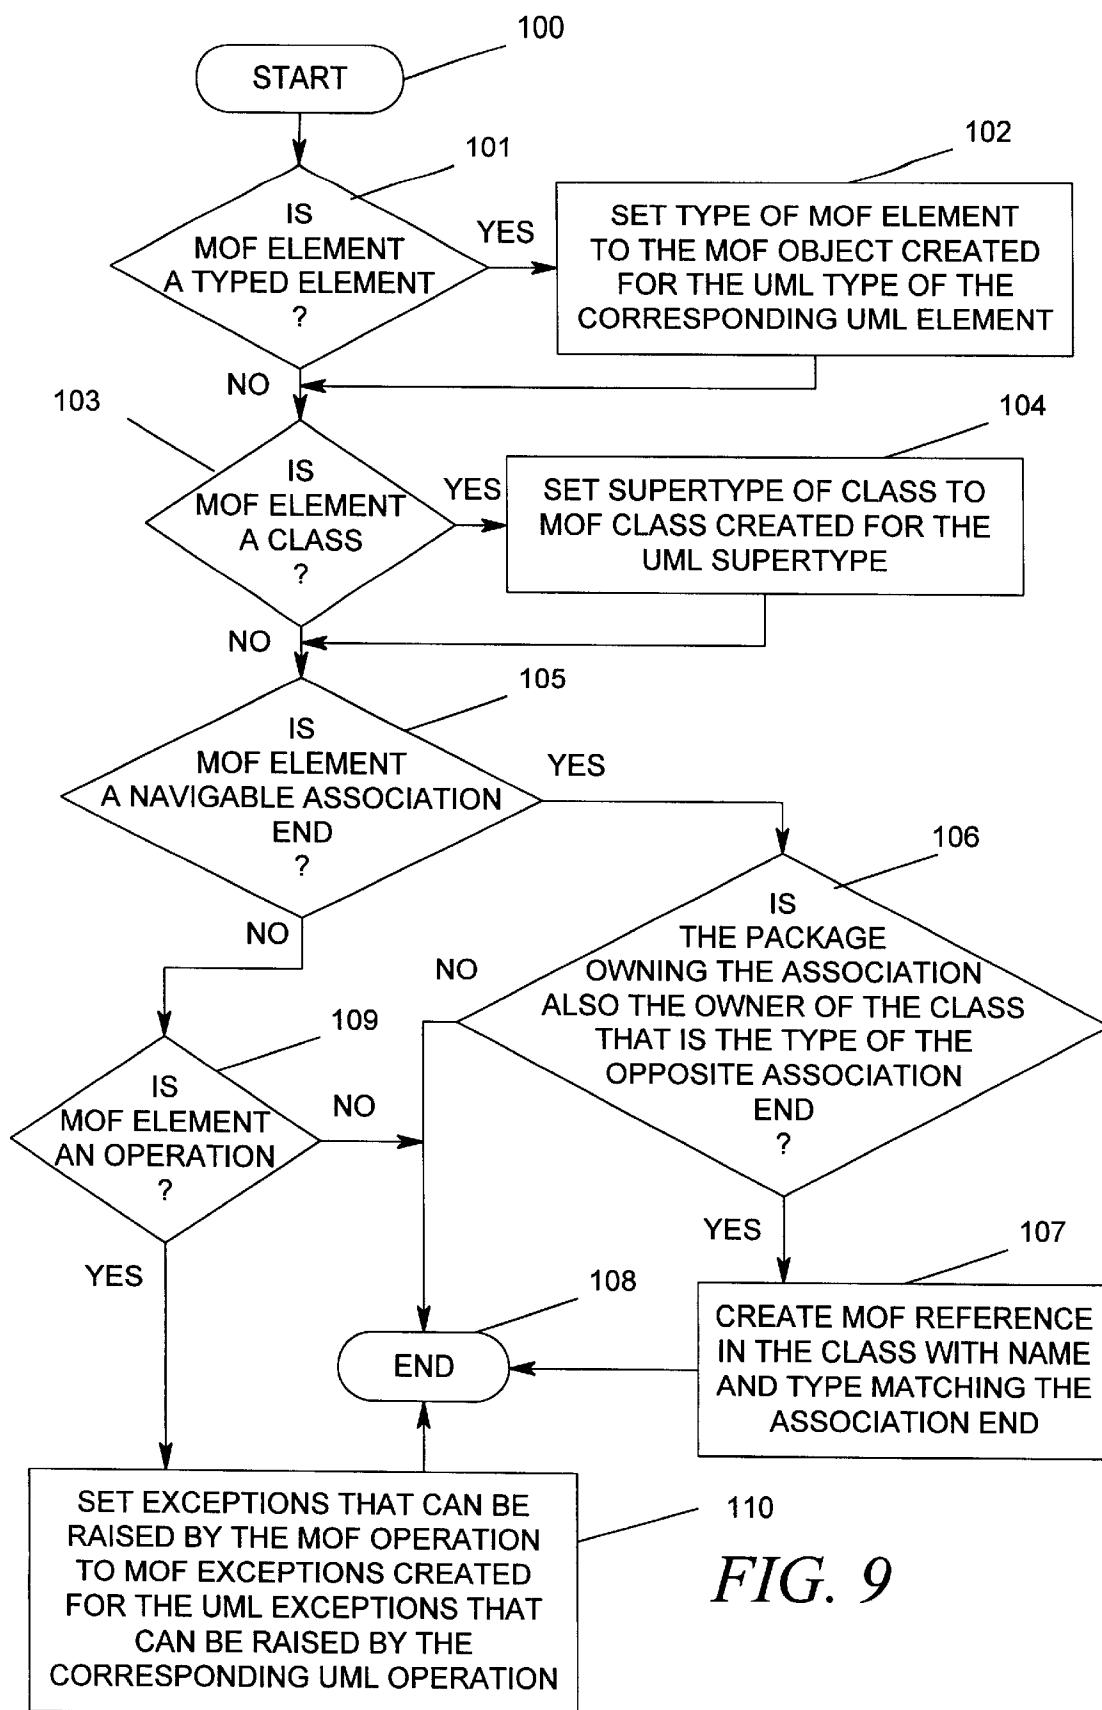 100
START
101
102
IS
MOF ELEMENT
A TYPED ELEMENT
?
YES
SET TYPE OF MOF ELEMENT
TO THE MOF OBJECT CREATED
FOR THE UML TYPE OF THE
CORRESPONDING UML ELEMENT
NO
103
104
IS
MOF ELEMENT
A CLASS
?
YES
SET SUPERTYPE OF CLASS TO
MOF CLASS CREATED FOR THE
UML SUPERTYPE
NO
105
IS
MOF ELEMENT
A NAVIGABLE ASSOCIATION
END
?
YES
106
NO
IS
THE PACKAGE
OWNING THE ASSOCIATION
ALSO THE OWNER OF THE CLASS
THAT IS THE TYPE OF THE
OPPOSITE ASSOCIATION
END
?
NO
109
IS
MOF ELEMENT
AN OPERATION
?
NO
YES
YES
107
108
END
CREATE MOF REFERENCE
IN THE CLASS WITH NAME
AND TYPE MATCHING THE
ASSOCIATION END
SET EXCEPTIONS THAT CAN BE
RAISED BY THE MOF OPERATION
TO MOF EXCEPTIONS CREATED
FOR THE UML EXCEPTIONS THAT
CAN BE RAISED BY THE
CORRESPONDING UML OPERATION
110
FIG. 9